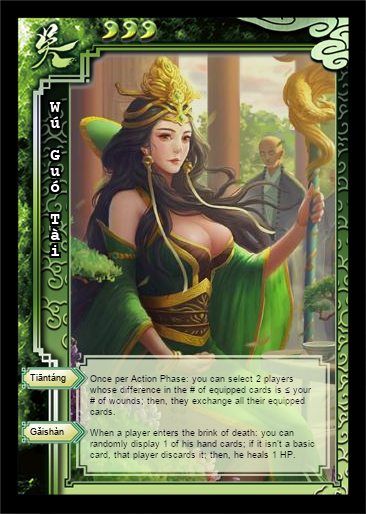 吴
Wú Guó Tài
Tiāntáng
Once per Action Phase: you can select 2 players
whose difference in the # of equipped cards is ≤ your
# of wounds; then, they exchange all their equipped
cards.
Gǎishàn
When a player enters the brink of death: you can
randomly display 1 of his hand cards; if it isn't a basic
card, that player discards it; then, he heals 1 HP.